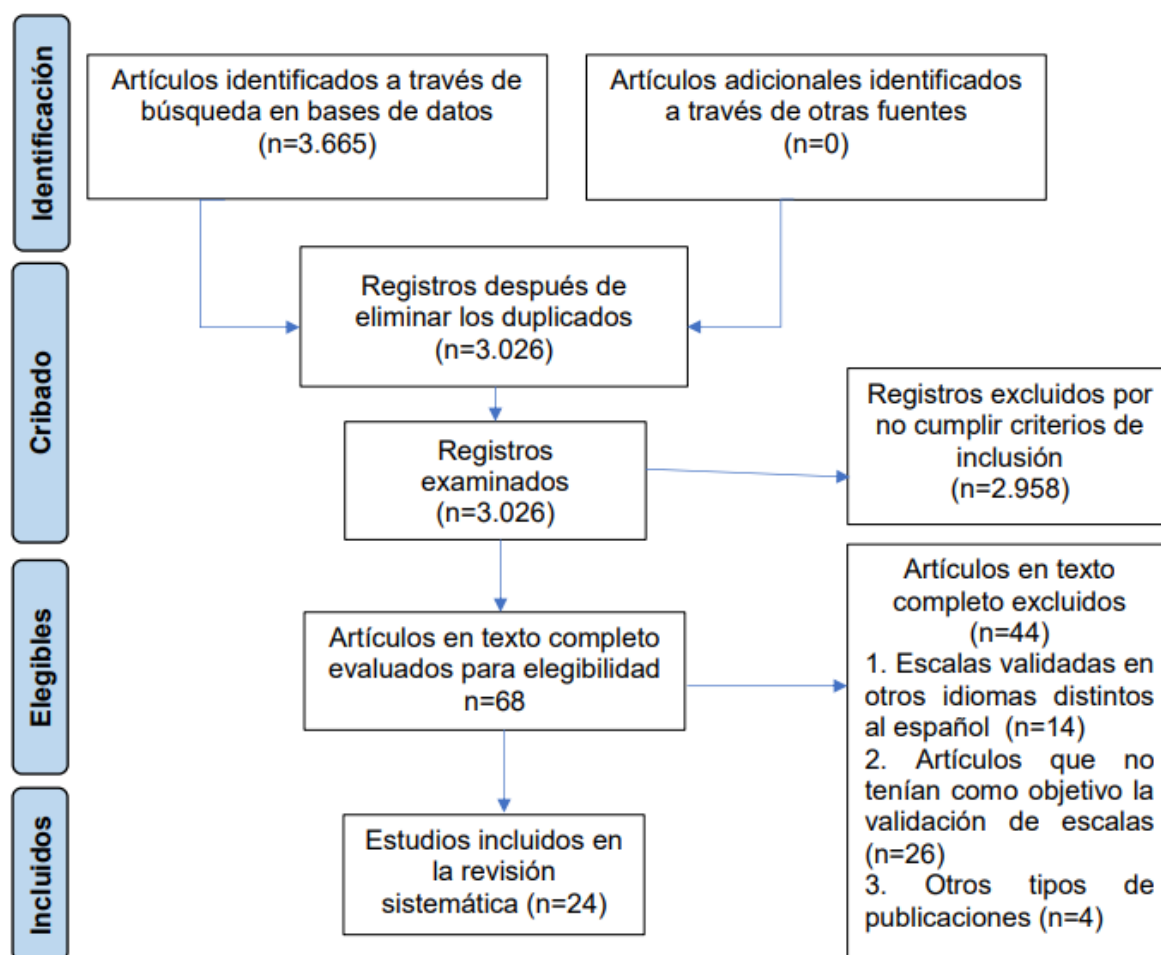 Identificación
Artículos identificados a través de
búsqueda en bases de datos
(n=3.665)
Artículos adicionales identificados
a través de otras fuentes
(n=0)
Cribado
Registros después de
eliminar los duplicados
(n=3.026)
Registros
examinados
(n=3.026)
Registros excluidos por
no cumplir criterios de
inclusión
(n=2.958)
Elegibles
Artículos en texto completo
evaluados para elegibilidad
n=68
Artículos en texto
completo excluidos
(n=44)
1. Escalas validadas en
otros idiomas distintos
al español (n=14)
2. Artículos que no
tenían como objetivo la
validación de escalas
(n=26)
3. Otros tipos de
publicaciones (n=4)
Incluidos
Estudios incluidos en
la revisión
sistemática (n=24)